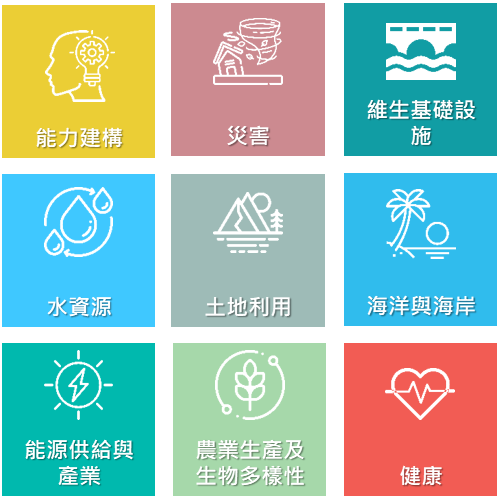 能力建構
災害
維生基礎設
施
水資源
土地利用
海洋與海岸
能源供給與
產業
農業生產及
生物多樣性
健康